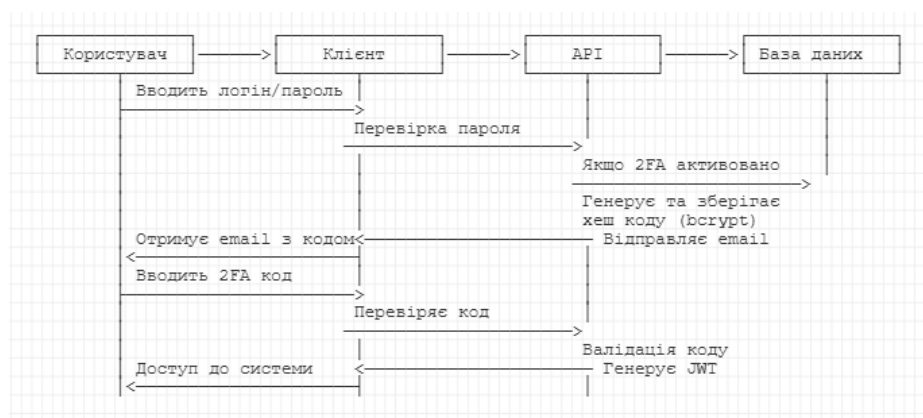 Користувач Клієнт API База даних
Вводить логін/пароль
Перевірка пароля
Якщо 2FA активовано
Генерує та зберігає
хеш коду (bcrypt)
Отримує email з кодом Відправляє email
Вводить 2FA код
Перевіряє код
Валідація коду
Доступ до системи Генерує JWT